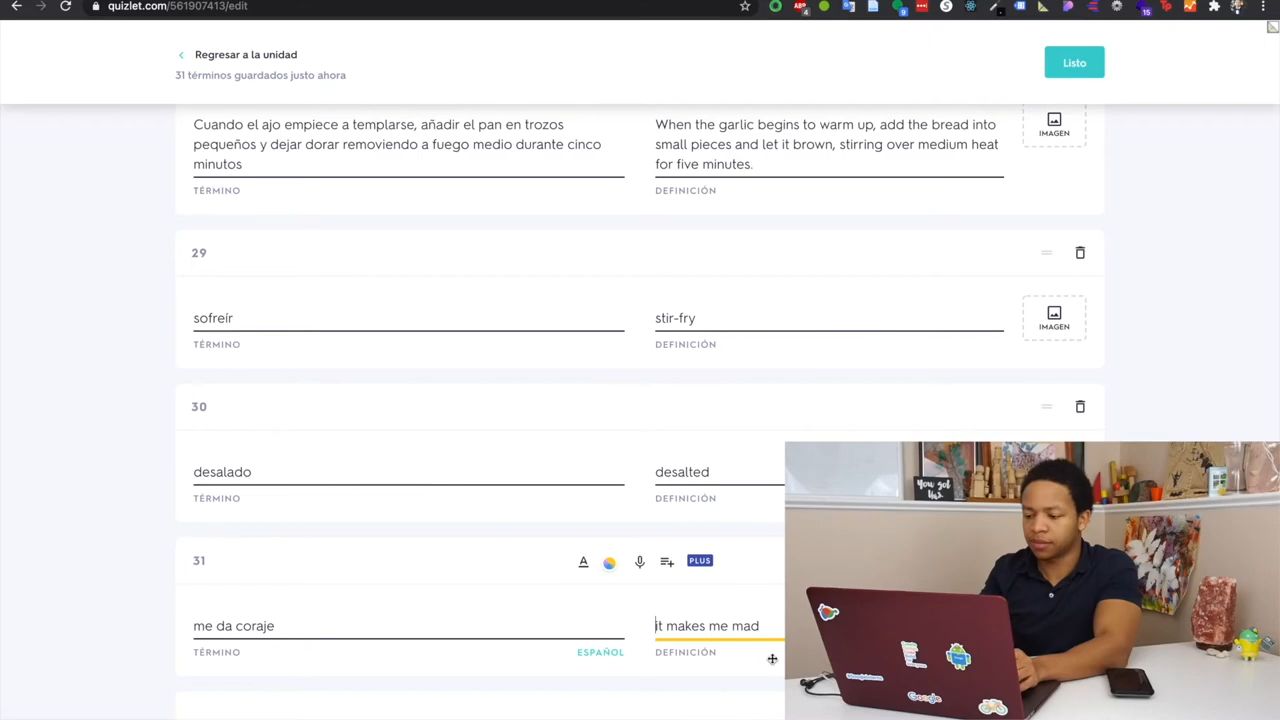 quizlet.com/561907413/edit
Regresar a la unidad
31 términos guardados justo ahora
Listo
Cuando el ajo empiece a templarse, añadir el pan en trozos
pequeños y dejar dorar removiendo a fuego medio durante cinco
minutos
TÉRMINO
When the garlic begins to warm up, add the bread into
small pieces and let it brown, stirring over medium heat
for five minutes.
DEFINICIÓN
IMAGEN
29
sofreír
TÉRMINO
stir-fry
DEFINICIÓN
IMAGEN
30
desalado
TÉRMINO
desalted
DEFINICIÓN
31
PLUS
me da coraje
TÉRMINO
ESPAÑOL
it makes me mad
DEFINICIÓN
You got
this
Google